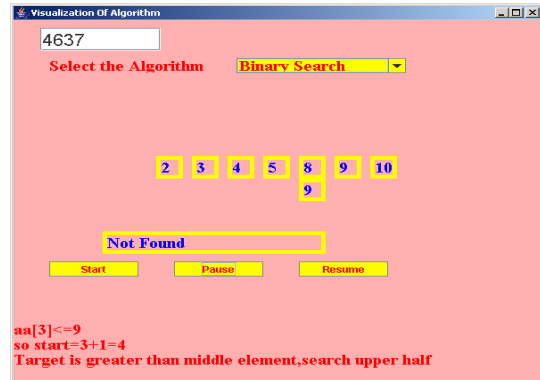 Visualization Of Algorithm
4637
Select the Algorithm Binary Search
2 3 4 5 8 9 10
9
Not Found
Start Pause Resume
aa[3]<=9
so start=3+1=4
Target is greater than middle element,search upper half